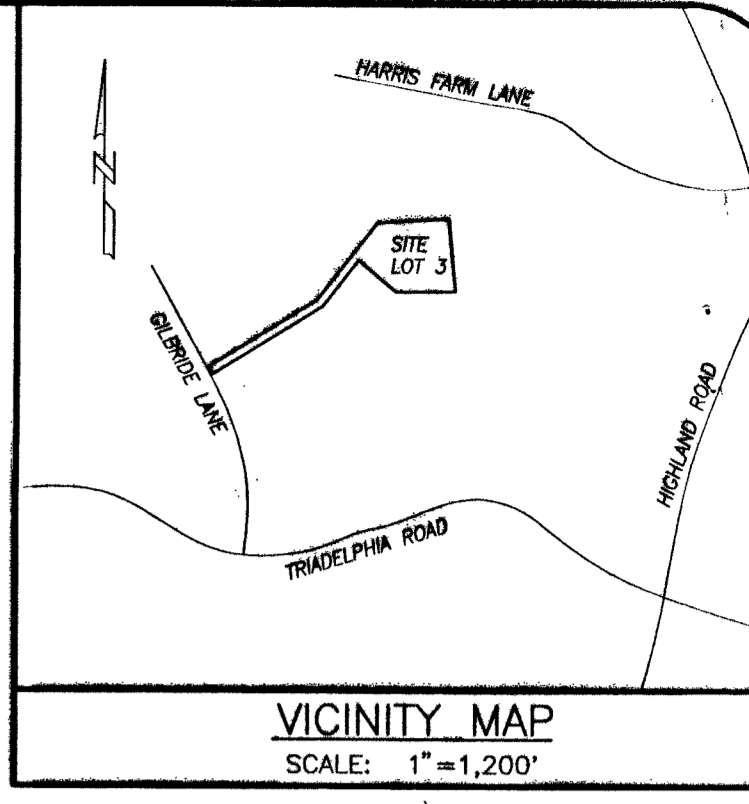 HARRIS FARM LANE
N
SITE
LOT 3
GILBRIDE LANE
HIGHLAND ROAD
TRIADELPHIA ROAD
VICINITY MAP
SCALE: 1"=1,200'